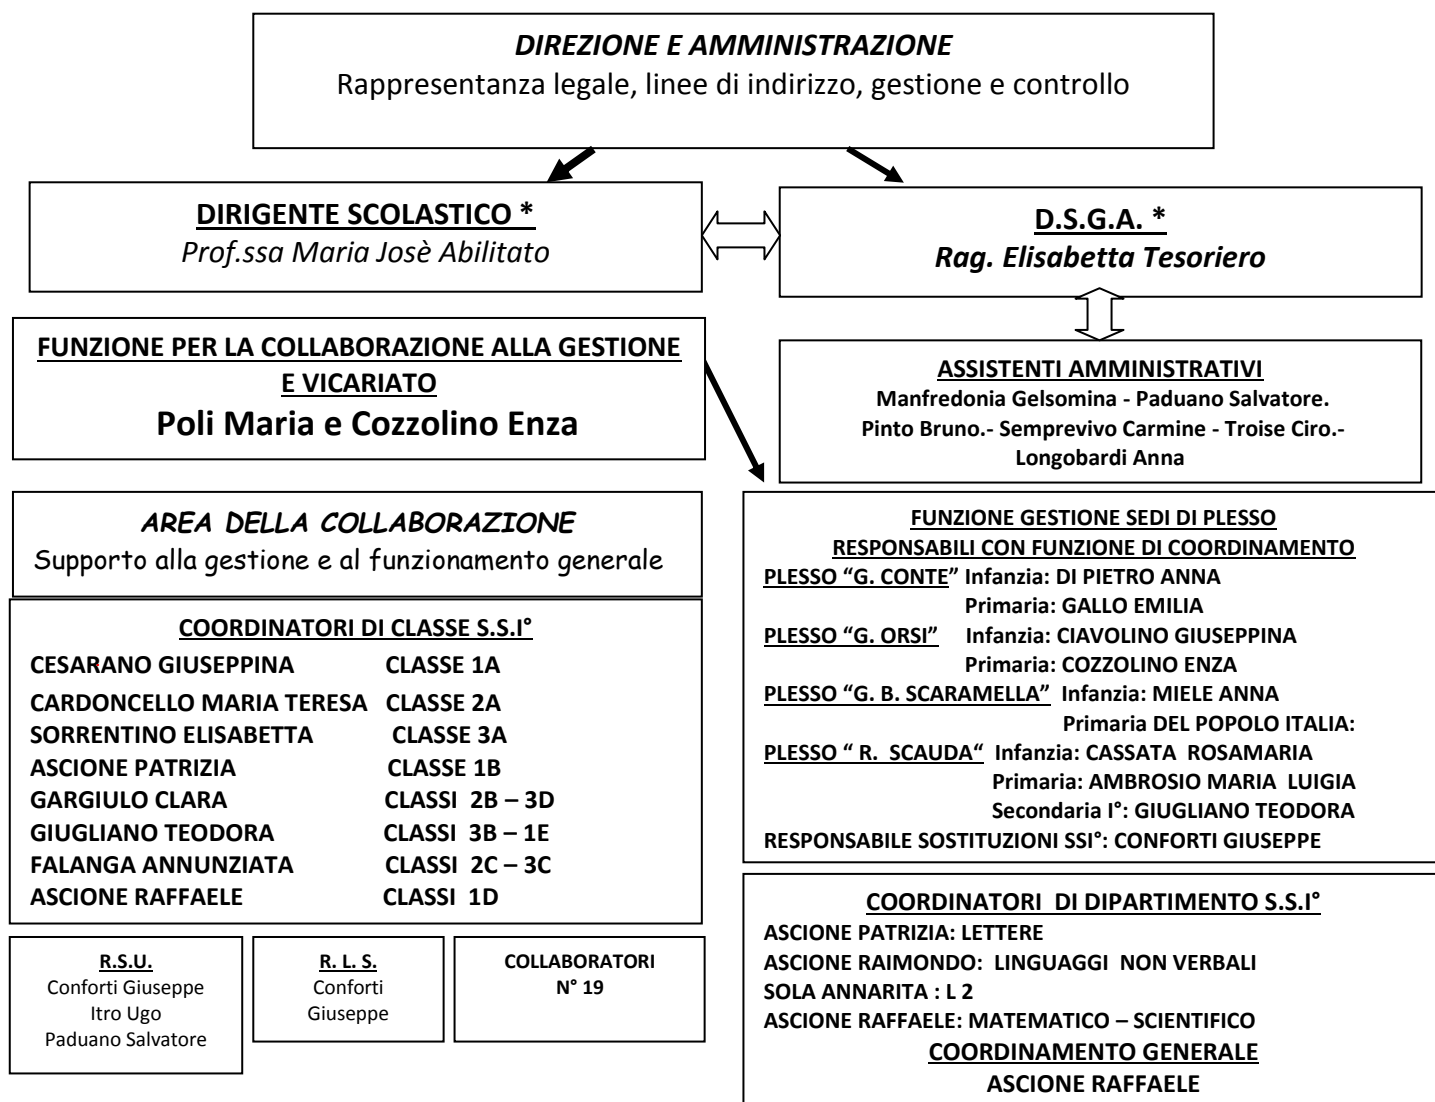 DIREZIONE E AMMINISTRAZIONE
Rappresentanza legale, linee di indirizzo, gestione e controllo
DIRIGENTE SCOLASTICO *
Prof.ssa Maria Josè Abilitato
D.S.G.A. *
Rag. Elisabetta Tesoriero
FUNZIONE PER LA COLLABORAZIONE ALLA GESTIONE
E VICARIATO
Poli Maria e Cozzolino Enza
ASSISTENTI AMMINISTRATIVI
Manfredonia Gelsomina - Paduano Salvatore.
Pinto Bruno.- Semprevivo Carmine - Troise Ciro.-
Longobardi Anna
AREA DELLA COLLABORAZIONE
Supporto alla gestione e al funzionamento generale
COORDINATORI DI CLASSE S.S.I°
CESARANO GIUSEPPINA CLASSE 1A
CARDONCELLO MARIA TERESA CLASSE 2A
SORRENTINO ELISABETTA CLASSE 3A
ASCIONE PATRIZIA CLASSE 1B
GARGIULO CLARA CLASSI 2B – 3D
GIUGLIANO TEODORA CLASSI 3B – 1E
FALANGA ANNUNZIATA CLASSI 2C – 3C
ASCIONE RAFFAELE CLASSI 1D
FUNZIONE GESTIONE SEDI DI PLESSO
RESPONSABILI CON FUNZIONE DI COORDINAMENTO
PLESSO “G. CONTE” Infanzia: DI PIETRO ANNA
Primaria: GALLO EMILIA
PLESSO “G. ORSI” Infanzia: CIAVOLINO GIUSEPPINA
Primaria: COZZOLINO ENZA
PLESSO “G. B. SCARAMELLA” Infanzia: MIELE ANNA
Primaria DEL POPOLO ITALIA:
PLESSO “ R. SCAUDA“ Infanzia: CASSATA ROSAMARIA
Primaria: AMBROSIO MARIA LUIGIA
Secondaria I°: GIUGLIANO TEODORA
RESPONSABILE SOSTITUZIONI SSI°: CONFORTI GIUSEPPE
R.S.U.
Conforti Giuseppe
Itro Ugo
Paduano Salvatore
R. L. S.
Conforti
Giuseppe
COLLABORATORI
N° 19
COORDINATORI DI DIPARTIMENTO S.S.I°
ASCIONE PATRIZIA: LETTERE
ASCIONE RAIMONDO: LINGUAGGI NON VERBALI
SOLA ANNARITA : L 2
ASCIONE RAFFAELE: MATEMATICO – SCIENTIFICO
COORDINAMENTO GENERALE
ASCIONE RAFFAELE